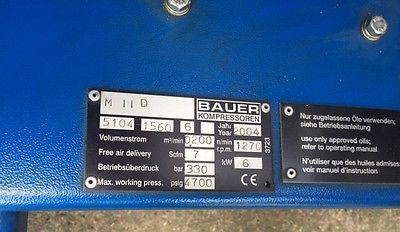 M II D
BAUER
KOMPRESSOREN
5104 1560 6
Jahr
Year 2004
Volumenstrom m³/min 0200 n/min
Free air delivery Scfm 7 r.p.m. 1270
Betriebsüberdruck bar 330 kW 6
Max. working press. psig 4700 CE
3723
Nur zugelassene Öle verwenden;
siehe Betriebsanleitung
use only approved oils;
refer to operating manual
N'utiliser que des huiles admises
voir manuel d'instruction